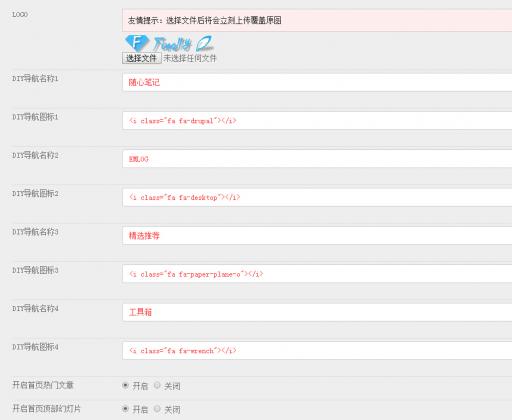 LOGO
友情提示：选择文件后将会立刻上传覆盖原图
选择文件 未选择任何文件
DIY导航名称1
随心笔记
DIY导航图标1
<i class="fa fa-drupal"></i>
DIY导航名称2
EMLOG
DIY导航图标2
<i class="fa fa-desktop"></i>
DIY导航名称3
精选推荐
DIY导航图标3
<i class="fa fa-paper-plane-o"></i>
DIY导航名称4
工具箱
DIY导航图标4
<i class="fa fa-wrench"></i>
开启首页热门文章
开启 关闭
开启首页顶部幻灯片
开启 关闭